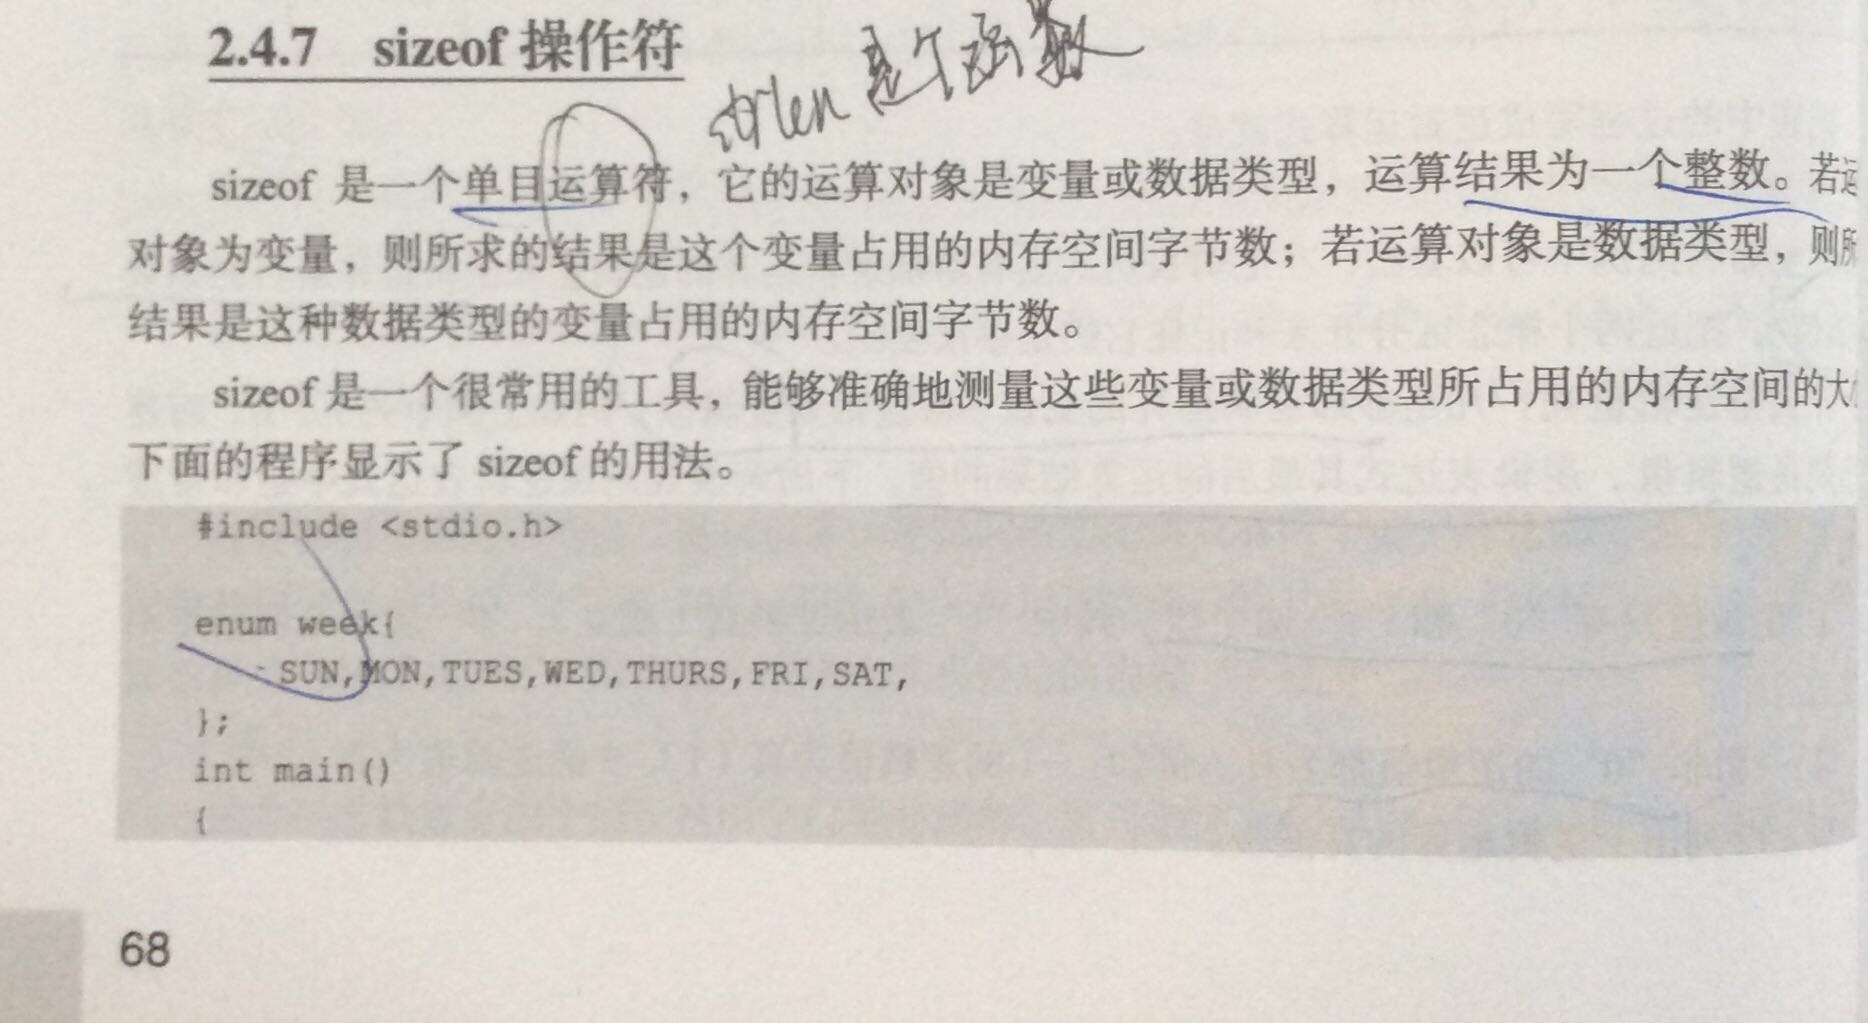 2.4.7 sizeof 操作符
strlen 是个函数
sizeof 是一个单目运算符，它的运算对象是变量或数据类型，运算结果为一个整数。若运
对象为变量，则所求的结果是这个变量占用的内存空间字节数；若运算对象是数据类型，则所
结果是这种数据类型的变量占用的内存空间字节数。
sizeof 是一个很常用的工具，能够准确地测量这些变量或数据类型所占用的内存空间的大
下面的程序显示了 sizeof 的用法。
#include <stdio.h>
enum week{
SUN,MON,TUES,WED,THURS,FRI,SAT,
};
int main()
{
68